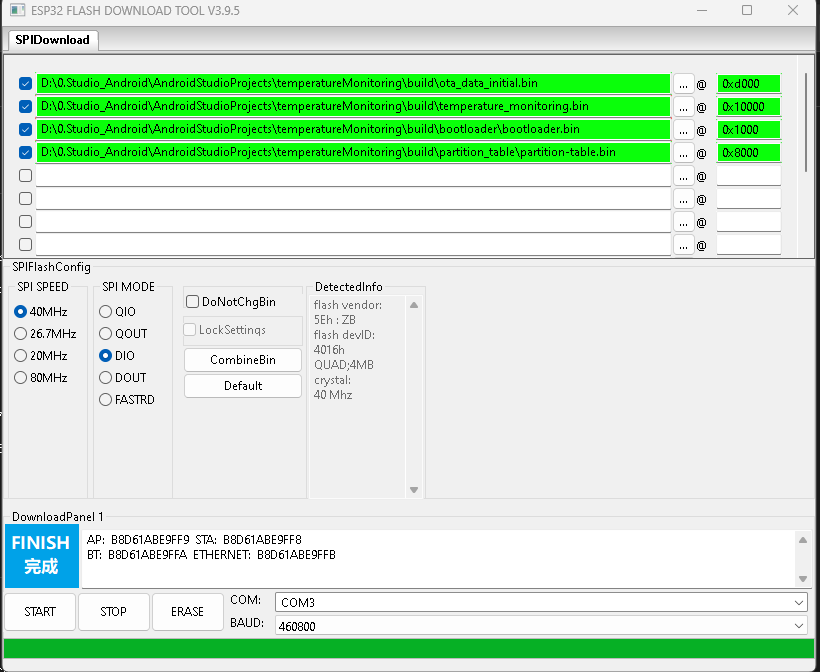 ESP32 FLASH DOWNLOAD TOOL V3.9.5
SPIDownload
D:\0.Studio_Android\AndroidStudioProjects\temperatureMonitoring\build\ota_data_initial.bin ... @ 0xd000
D:\0.Studio_Android\AndroidStudioProjects\temperatureMonitoring\build\temperature_monitoring.bin ... @ 0x10000
D:\0.Studio_Android\AndroidStudioProjects\temperatureMonitoring\build\bootloader\bootloader.bin ... @ 0x1000
D:\0.Studio_Android\AndroidStudioProjects\temperatureMonitoring\build\partition_table\partition-table.bin ... @ 0x8000
... @
... @
... @
... @
SPIFlashConfig
SPI SPEED
40MHz
26.7MHz
20MHz
80MHz
SPI MODE
QIO
QOUT
DIO
DOUT
FASTRD
DoNotChgBin
LockSettings
CombineBin
Default
DetectedInfo
flash vendor:
5Eh : ZB
flash devID:
4016h
QUAD;4MB
crystal:
40 Mhz
DownloadPanel 1
FINISH
完成
AP: B8D61ABE9FF9 STA: B8D61ABE9FF8
BT: B8D61ABE9FFA ETHERNET: B8D61ABE9FFB
START
STOP
ERASE
COM: COM3
BAUD: 460800